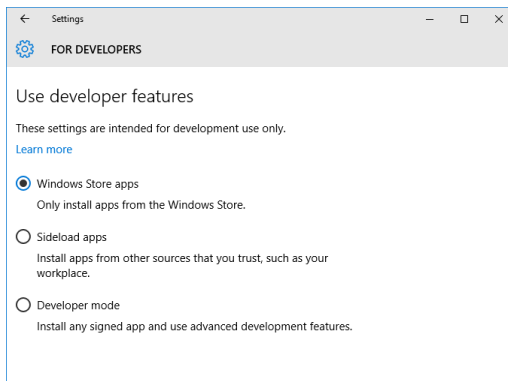 Settings
FOR DEVELOPERS
Use developer features
These settings are intended for development use only.
Learn more
Windows Store apps
Only install apps from the Windows Store.
Sideload apps
Install apps from other sources that you trust, such as your
workplace.
Developer mode
Install any signed app and use advanced development features.